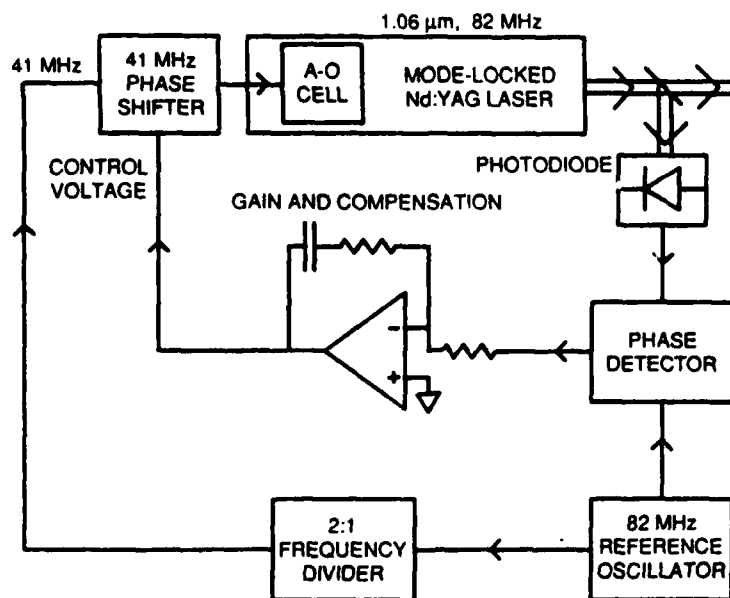 1.06 µm, 82 MHz
41 MHz
41 MHz
PHASE
SHIFTER
A-O
CELL
MODE-LOCKED
Nd:YAG LASER
PHOTODIODE
CONTROL
VOLTAGE
GAIN AND COMPENSATION
-
+
PHASE
DETECTOR
2:1
FREQUENCY
DIVIDER
82 MHz
REFERENCE
OSCILLATOR